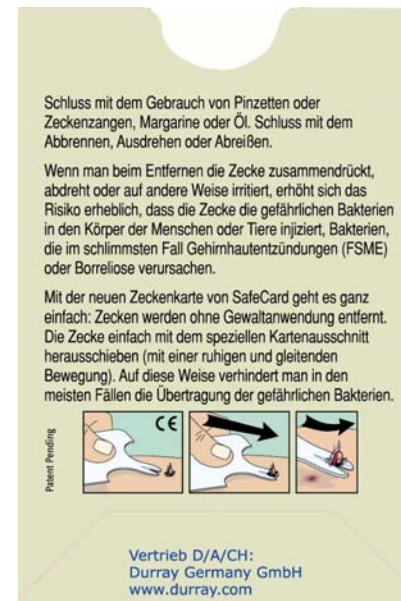 Schluss mit dem Gebrauch von Pinzetten oder
Zeckenzangen, Margarine oder Öl. Schluss mit dem
Abbrennen, Ausdrehen oder Abreißen.
Wenn man beim Entfernen die Zecke zusammendrückt,
abdreht oder auf andere Weise irritiert, erhöht sich das
Risiko erheblich, dass die Zecke die gefährlichen Bakterien
in den Körper der Menschen oder Tiere injiziert, Bakterien,
die im schlimmsten Fall Gehirnhautentzündungen (FSME)
oder Borreliose verursachen.
Mit der neuen Zeckenkarte von SafeCard geht es ganz
einfach: Zecken werden ohne Gewaltanwendung entfernt.
Die Zecke einfach mit dem speziellen Kartenausschnitt
herausschieben (mit einer ruhigen und gleitenden
Bewegung). Auf diese Weise verhindert man in den
meisten Fällen die Übertragung der gefährlichen Bakterien.
Patent Pending
CE
Vertrieb D/A/CH:
Durray Germany GmbH
www.durray.com